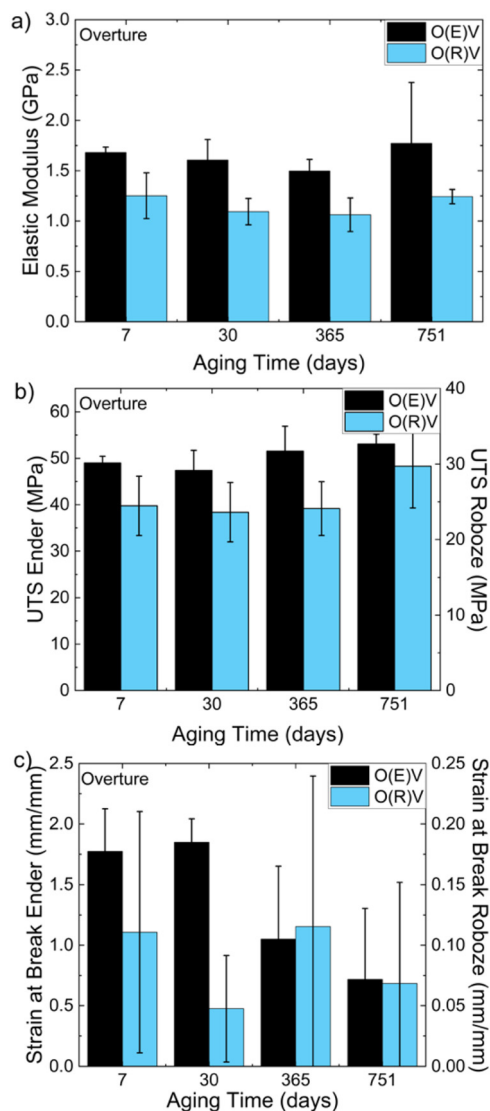 a)
Overture
O(E)V
O(R)V
Elastic Modulus (GPa)
3.0
2.5
2.0
1.5
1.0
0.5
0.0
7 30 365 751
Aging Time (days)
b)
Overture
O(E)V
O(R)V
UTS Ender (MPa)
60
50
40
30
20
10
0
UTS Roboze
(MPa)
40
30
20
10
0
7 30 365 751
Aging Time (days)
c)
Overture
O(E)V
O(R)V
Strain at Break Ender (mm/mm)
2.5
2.0
1.5
1.0
0.5
0.0
Strain at Break Roboze
(mm/mm)
0.25
0.20
0.15
0.10
0.05
0.00
7 30 365 751
Aging Time (days)